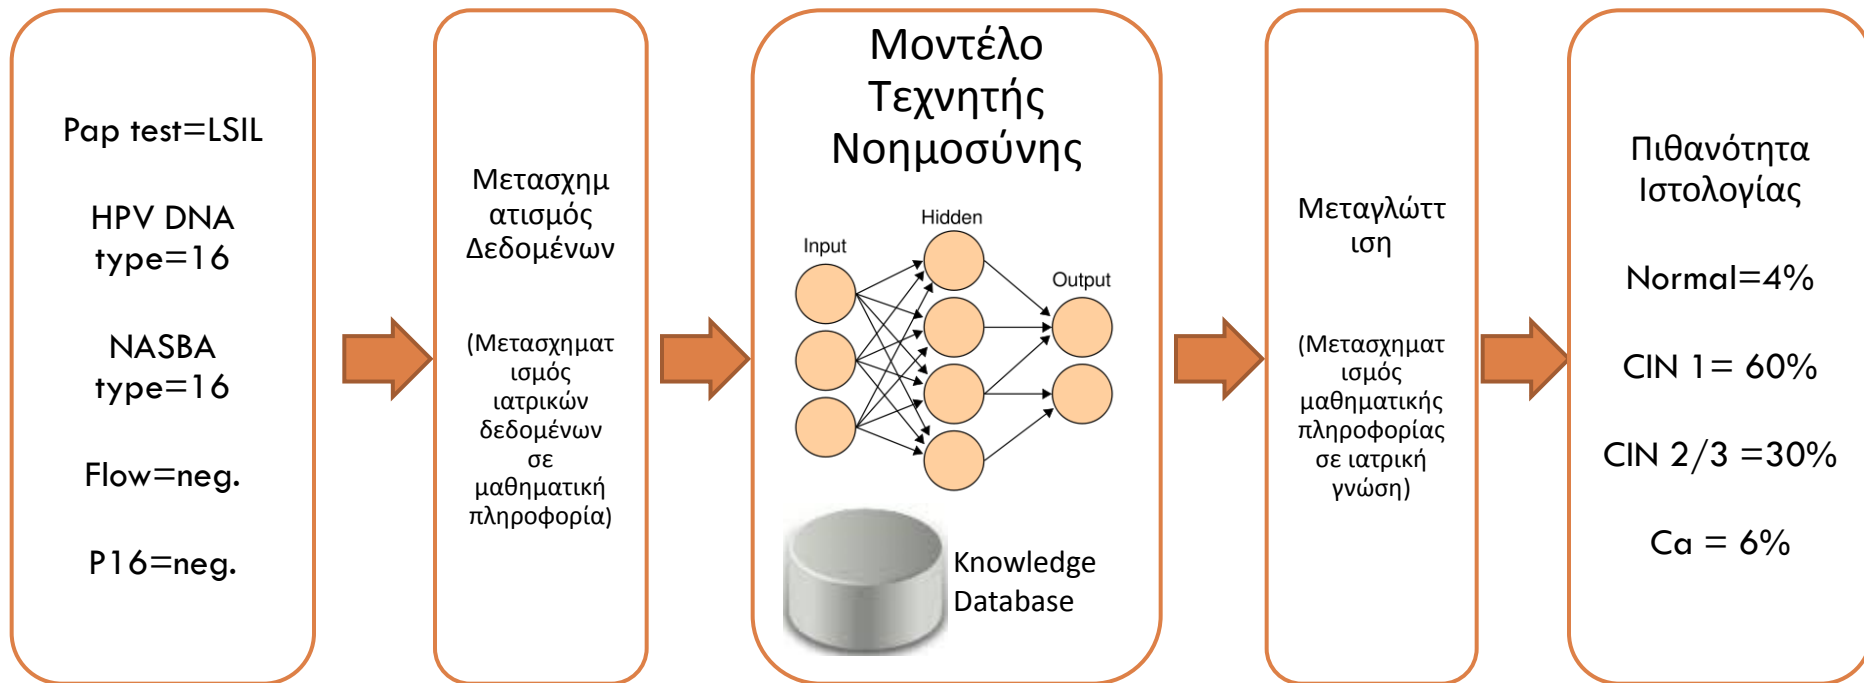 Pap test=LSIL
HPV DNA
type=16
NASBA
type=16
Flow=neg.
P16=neg.
Μετασχημ
ατισμός
Δεδομένων
(Μετασχηματ
ισμός
ιατρικών
δεδομένων
σε
μαθηματική
πληροφορία)
Μοντέλο
Τεχνητής
Νοημοσύνης
Input
Hidden
Output
Knowledge
Database
Μεταγλώττ
ιση
(Μετασχηματ
ισμός
μαθηματικής
πληροφορίας
σε ιατρική
γνώση)
Πιθανότητα
Ιστολογίας
Normal=4%
CIN 1= 60%
CIN 2/3 =30%
Ca = 6%